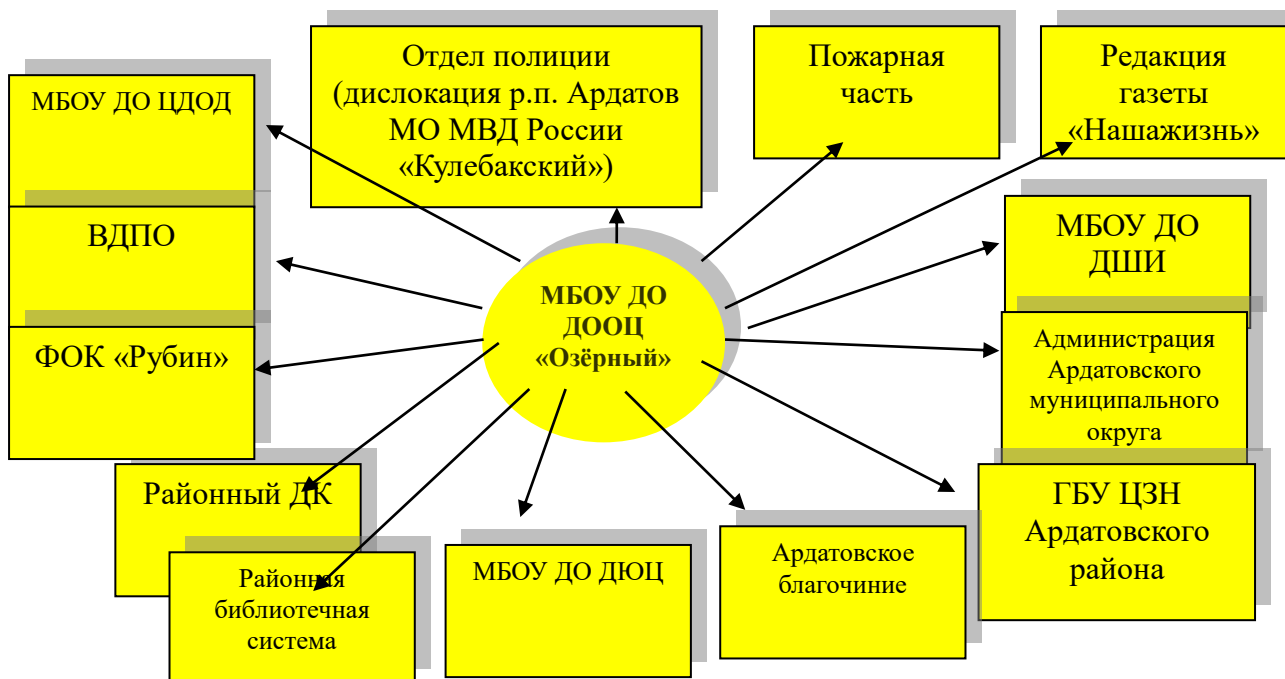 Отдел полиции
(дислокация р.п. Ардатов
МО МВД России
«Кулебакский»)
Пожарная
часть
Редакция
газеты
«Нашажизнь»
МБОУ ДО ЦДОД
ВДПО
ФОК «Рубин»
МБОУ ДО
ДООЦ
«Озёрный»
МБОУ ДО
ДШИ
Администрация
Ардатовского
муниципального
округа
Районный ДК
Районная
библиотечная
система
МБОУ ДО ДЮЦ
Ардатовское
благочиние
ГБУ ЦЗН
Ардатовского
района